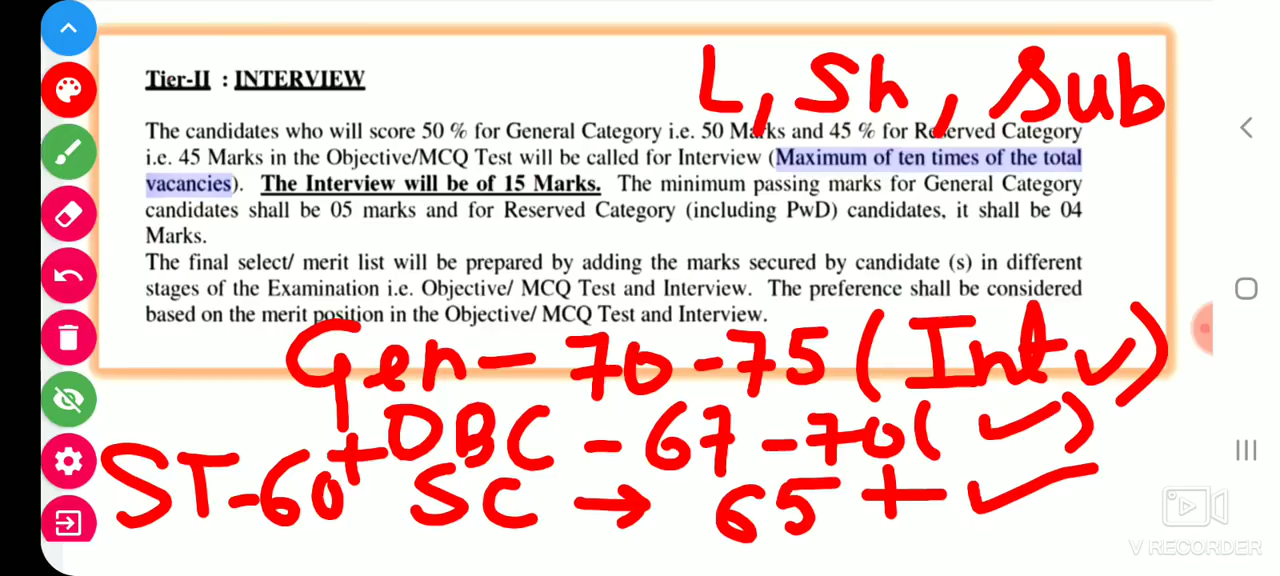 L, Sh, Sub
Tier-II : INTERVIEW
The candidates who will score 50 % for General Category i.e. 50 Marks and 45 % for Reserved Category
i.e. 45 Marks in the Objective/MCQ Test will be called for Interview (Maximum of ten times of the total
vacancies). The Interview will be of 15 Marks. The minimum passing marks for General Category
candidates shall be 05 marks and for Reserved Category (including PwD) candidates, it shall be 04
Marks.
The final select/ merit list will be prepared by adding the marks secured by candidate (s) in different
stages of the Examination i.e. Objective/ MCQ Test and Interview. The preference shall be considered
based on the merit position in the Objective/ MCQ Test and Interview.
Gen - 70 - 75 (Intv)
OBC - 67 - 70 (✓)
ST - 60+ SC → 65 + ✓
V RECORDER